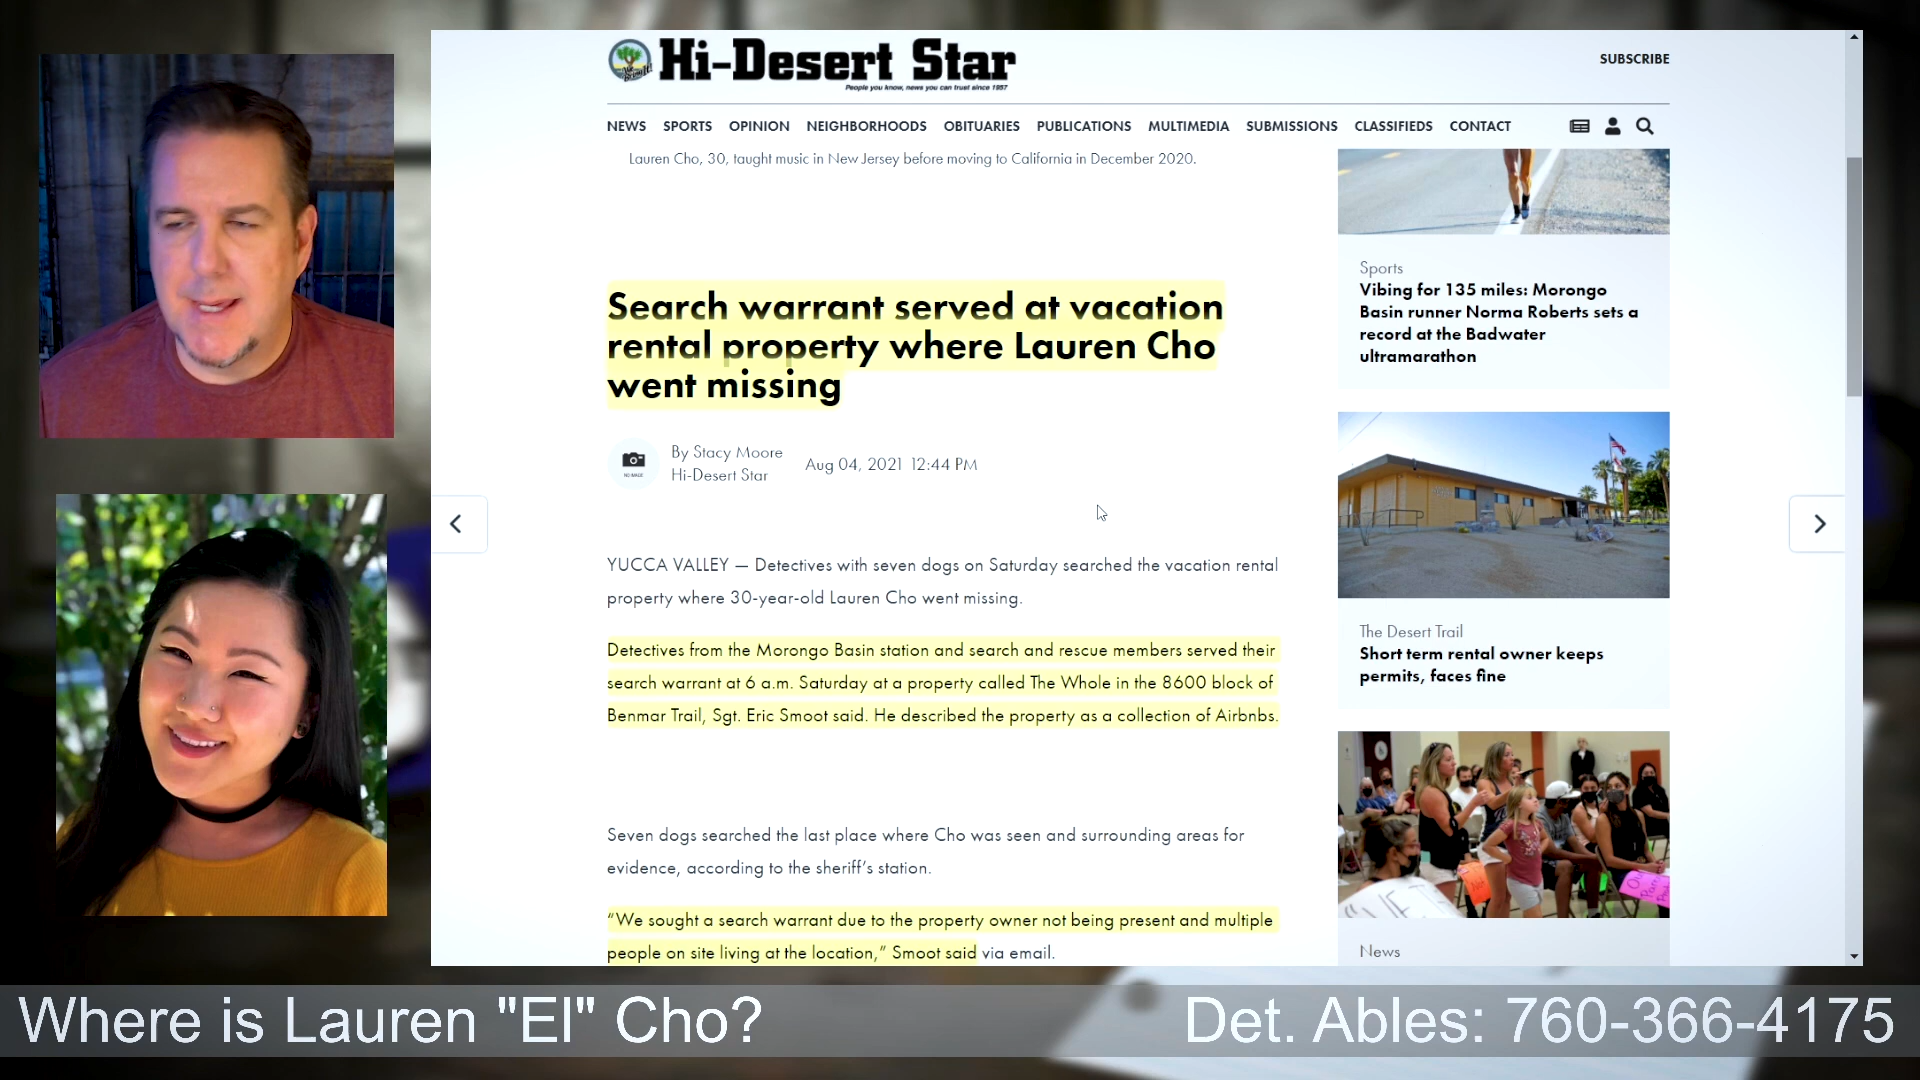 Hi-Desert Star
People you know, news you can trust since 1957
SUBSCRIBE
NEWS SPORTS OPINION NEIGHBORHOODS OBITUARIES PUBLICATIONS MULTIMEDIA SUBMISSIONS CLASSIFIEDS CONTACT
Lauren Cho, 30, taught music in New Jersey before moving to California in December 2020.
Search warrant served at vacation
rental property where Lauren Cho
went missing
NO IMAGE
By Stacy Moore
Hi-Desert Star
Aug 04, 2021 12:44 PM
YUCCA VALLEY — Detectives with seven dogs on Saturday searched the vacation rental
property where 30-year-old Lauren Cho went missing.
Detectives from the Morongo Basin station and search and rescue members served their
search warrant at 6 a.m. Saturday at a property called The Whole in the 8600 block of
Benmar Trail, Sgt. Eric Smoot said. He described the property as a collection of Airbnbs.
Seven dogs searched the last place where Cho was seen and surrounding areas for
evidence, according to the sheriff's station.
“We sought a search warrant due to the property owner not being present and multiple
people on site living at the location,” Smoot said via email.
Sports
Vibing for 135 miles: Morongo
Basin runner Norma Roberts sets a
record at the Badwater
ultramarathon
The Desert Trail
Short term rental owner keeps
permits, faces fine
News
Where is Lauren "El" Cho?
Det. Ables: 760-366-4175